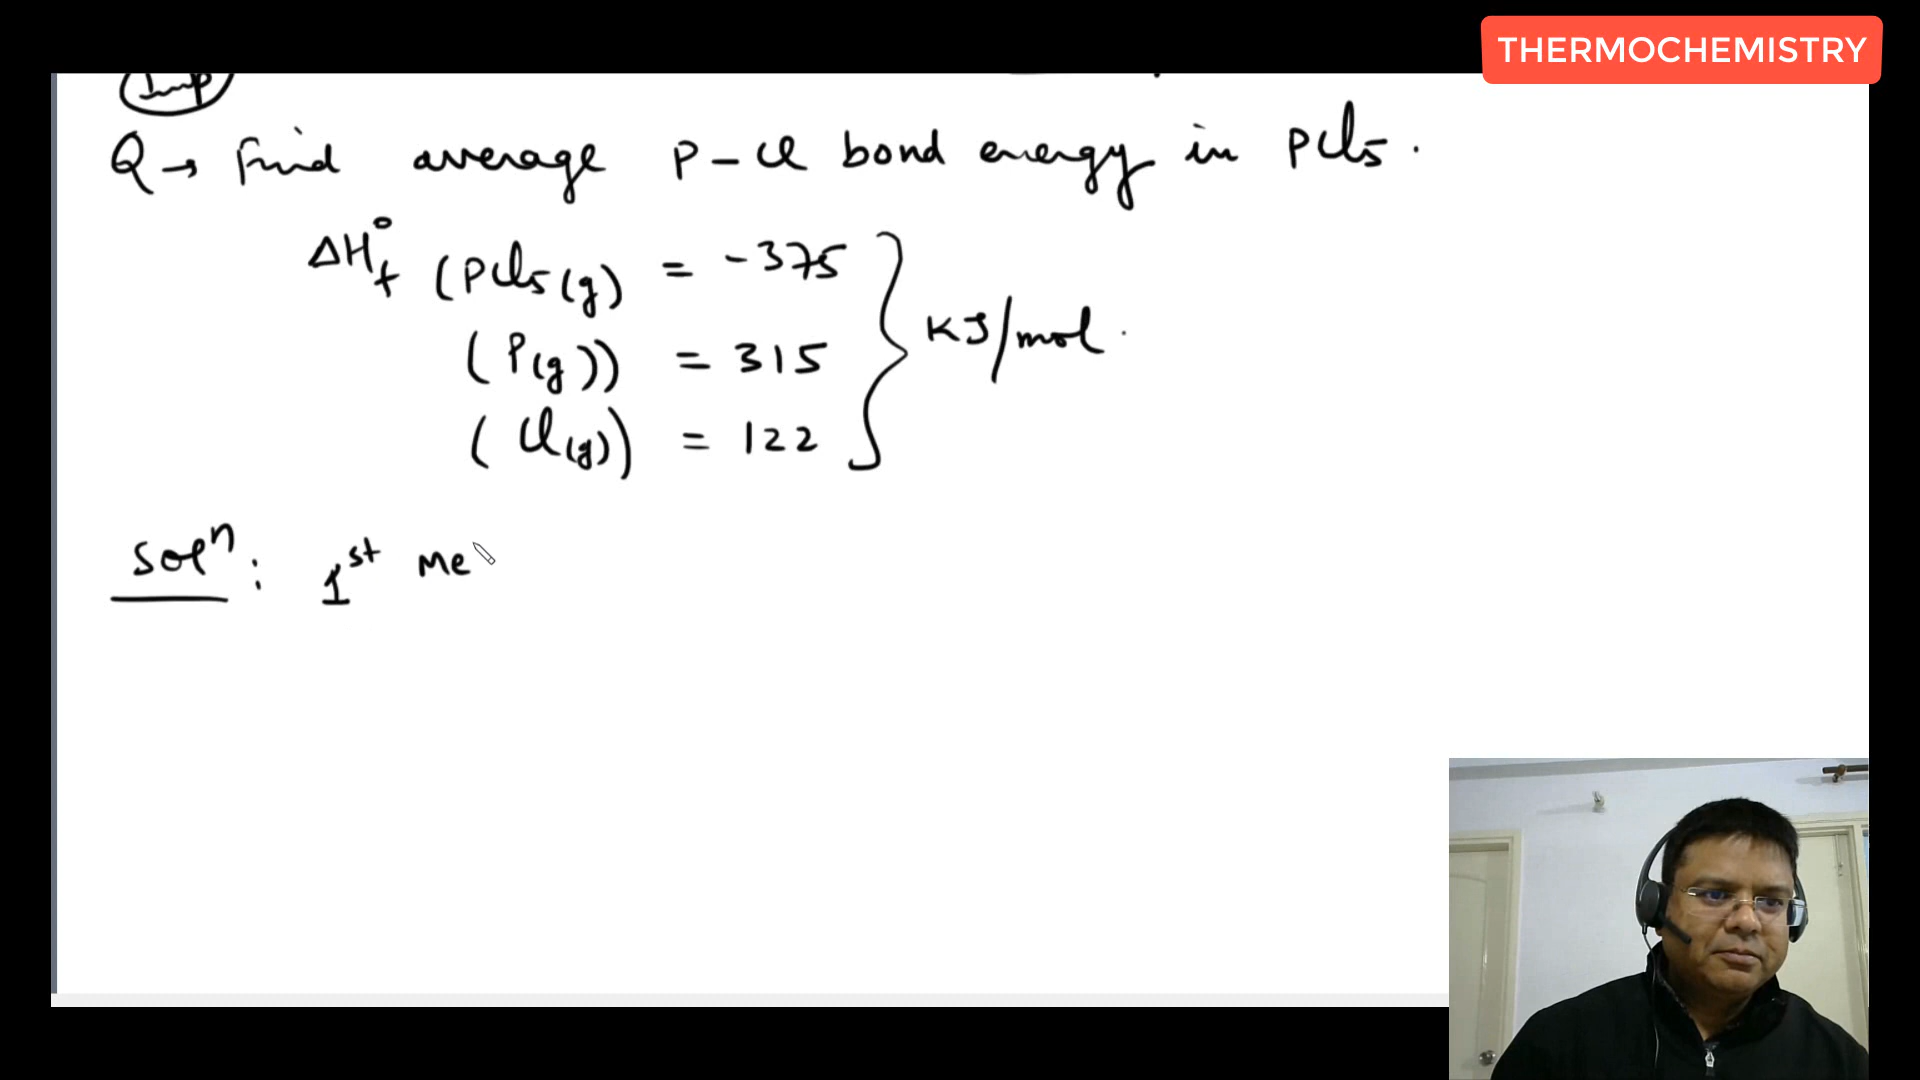 THERMOCHEMISTRY
Imp
Q → Find average P-Cl bond energy in PCl5.
ΔH°f (PCl5(g) = -375
(P(g)) = 315
(Cl(g)) = 122
} KJ/mol.
Solⁿ : 1st Me